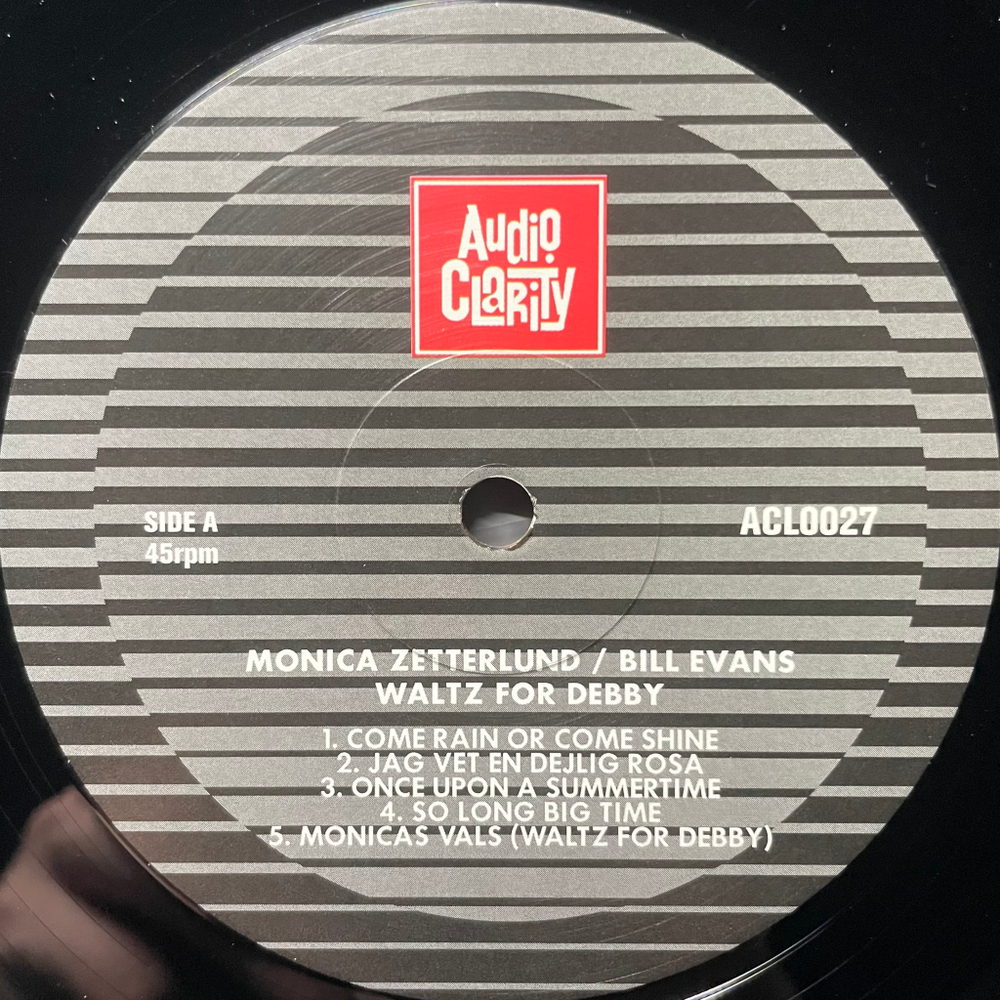 Audio
Clarity
SIDE A
45rpm
ACL0027
MONICA ZETTERLUND / BILL EVANS
WALTZ FOR DEBBY
1. COME RAIN OR COME SHINE
2. JAG VET EN DEJLIG ROSA
3. ONCE UPON A SUMMERTIME
4. SO LONG BIG TIME
5. MONICAS VALS (WALTZ FOR DEBBY)